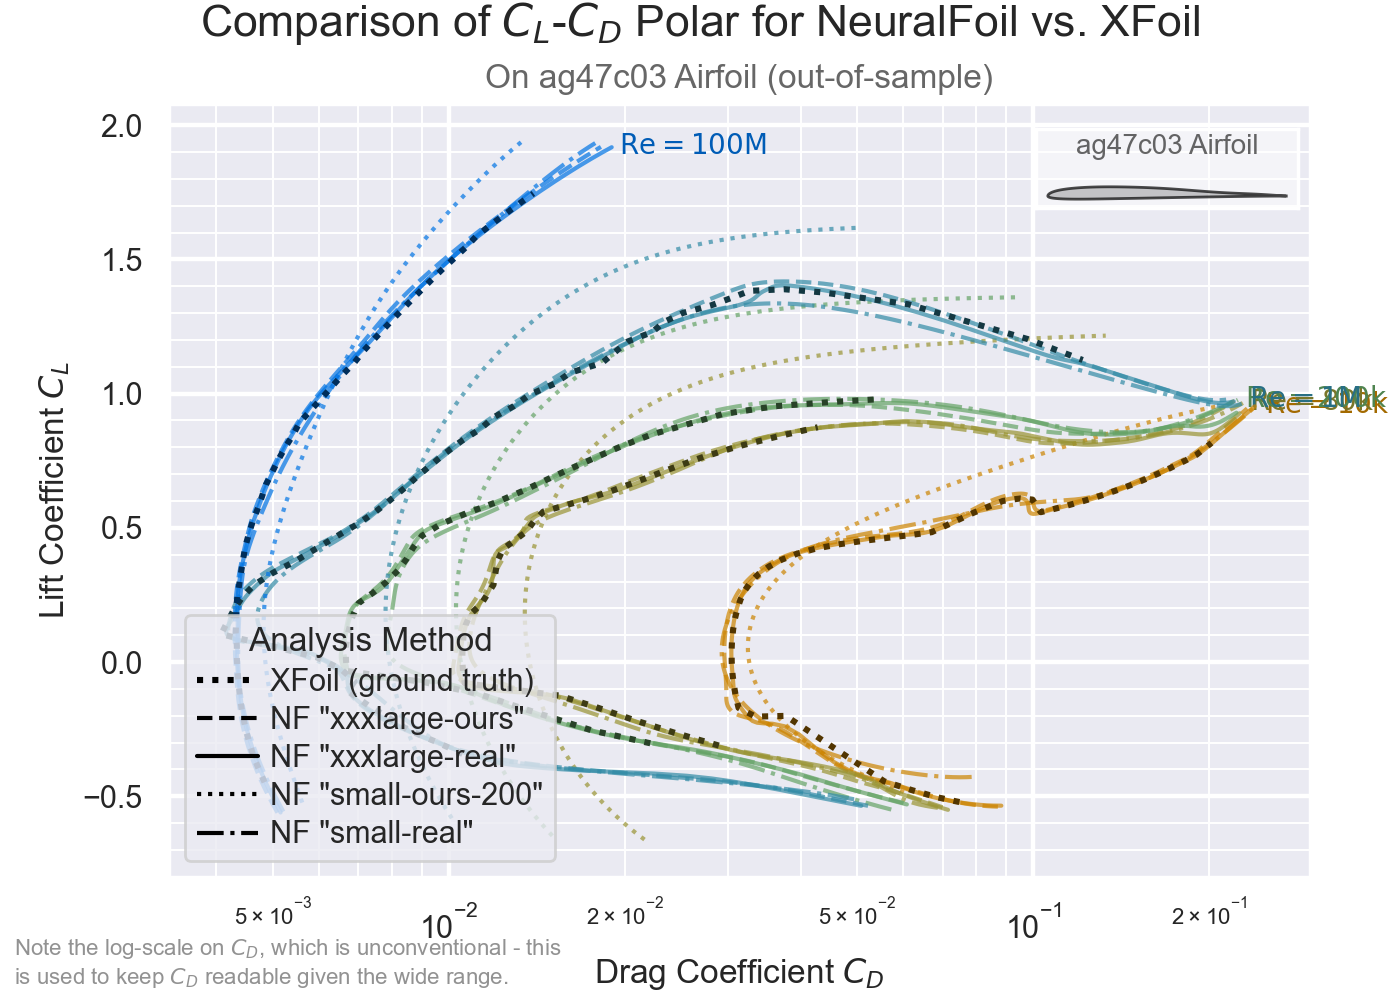 Comparison of C_L-C_D Polar for NeuralFoil vs. XFoil
On ag47c03 Airfoil (out-of-sample)
Re = 100M
ag47c03 Airfoil
2.0
1.5
1.0
0.5
0.0
−0.5
Lift Coefficient C_L
Analysis Method
XFoil (ground truth)
NF "xxxlarge-ours"
NF "xxxlarge-real"
NF "small-ours-200"
NF "small-real"
5 × 10⁻³
10⁻²
2 × 10⁻²
5 × 10⁻²
10⁻¹
2 × 10⁻¹
Drag Coefficient C_D
Note the log-scale on C_D, which is unconventional - this
is used to keep C_D readable given the wide range.